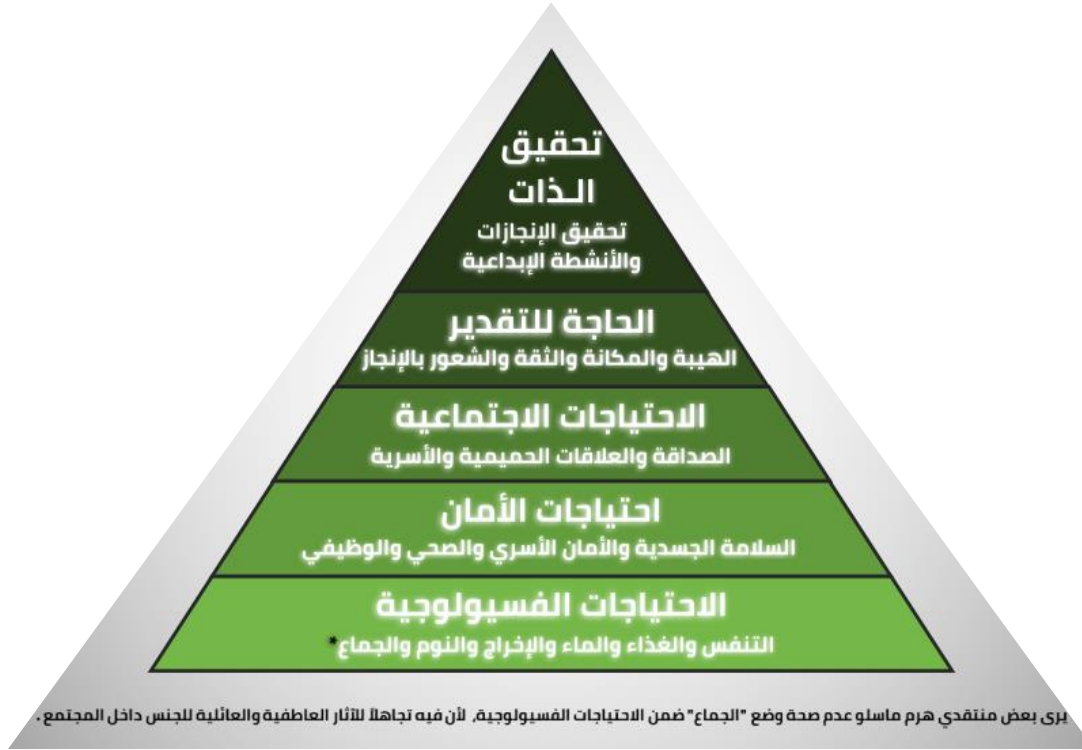 تحقيق
الـذات
تحقيق الإنجازات
والأنشطة الإبداعية
الحاجة للتقدير
الهيبة والمكانة والثقة والشعور بالإنجاز
الاحتياجات الاجتماعية
الصداقة والعلاقات الحميمية والأسرية
احتياجات الأمان
السلامة الجسدية والأمان الأسري والصحي والوظيفي
الاحتياجات الفسيولوجية
التنفس والغذاء والماء والإخراج والنوم والجماع*
يرى بعض منتقدي هرم ماسلو عدم صحة وضع "الجماع" ضمن الاحتياجات الفسيولوجية، لأن فيه تجاهلاً للآثار العاطفية والعائلية للجنس داخل المجتمع.